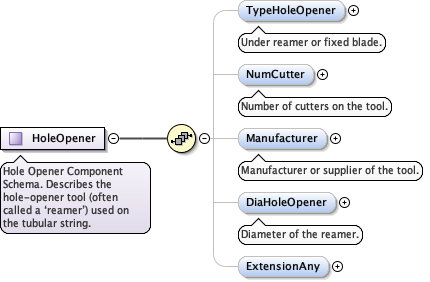 TypeHoleOpener
Under reamer or fixed blade.
NumCutter
Number of cutters on the tool.
HoleOpener
Hole Opener Component
Schema. Describes the
hole-opener tool (often
called a ‘reamer’) used on
the tubular string.
Manufacturer
Manufacturer or supplier of the tool.
DiaHoleOpener
Diameter of the reamer.
ExtensionAny